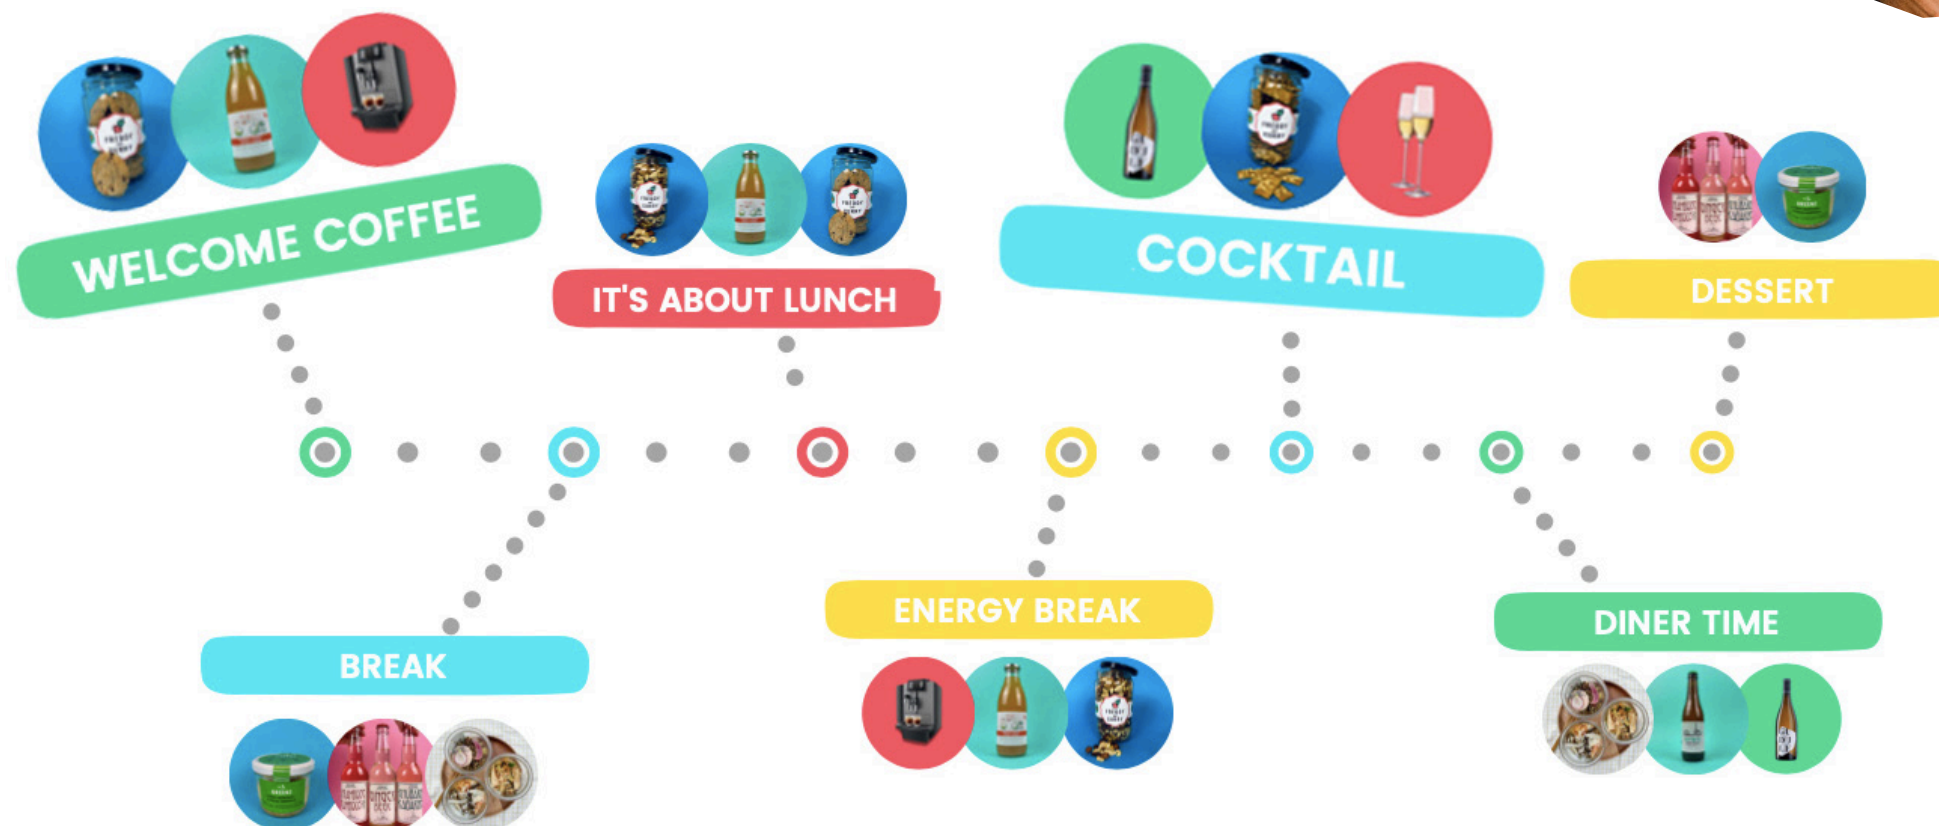 WELCOME COFFEE
IT'S ABOUT LUNCH
COCKTAIL
DESSERT
BREAK
ENERGY BREAK
DINER TIME